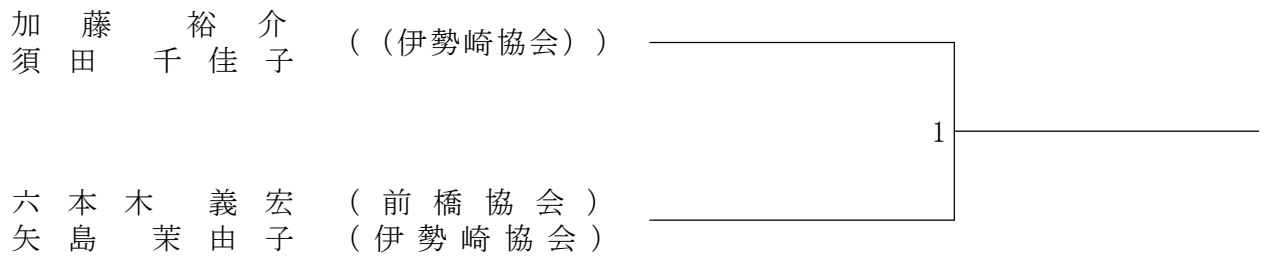 加藤 裕介
須田 千佳子
((伊勢崎協会))
1
六本木 義宏 (前橋協会)
矢島 茉由子 (伊勢崎協会)